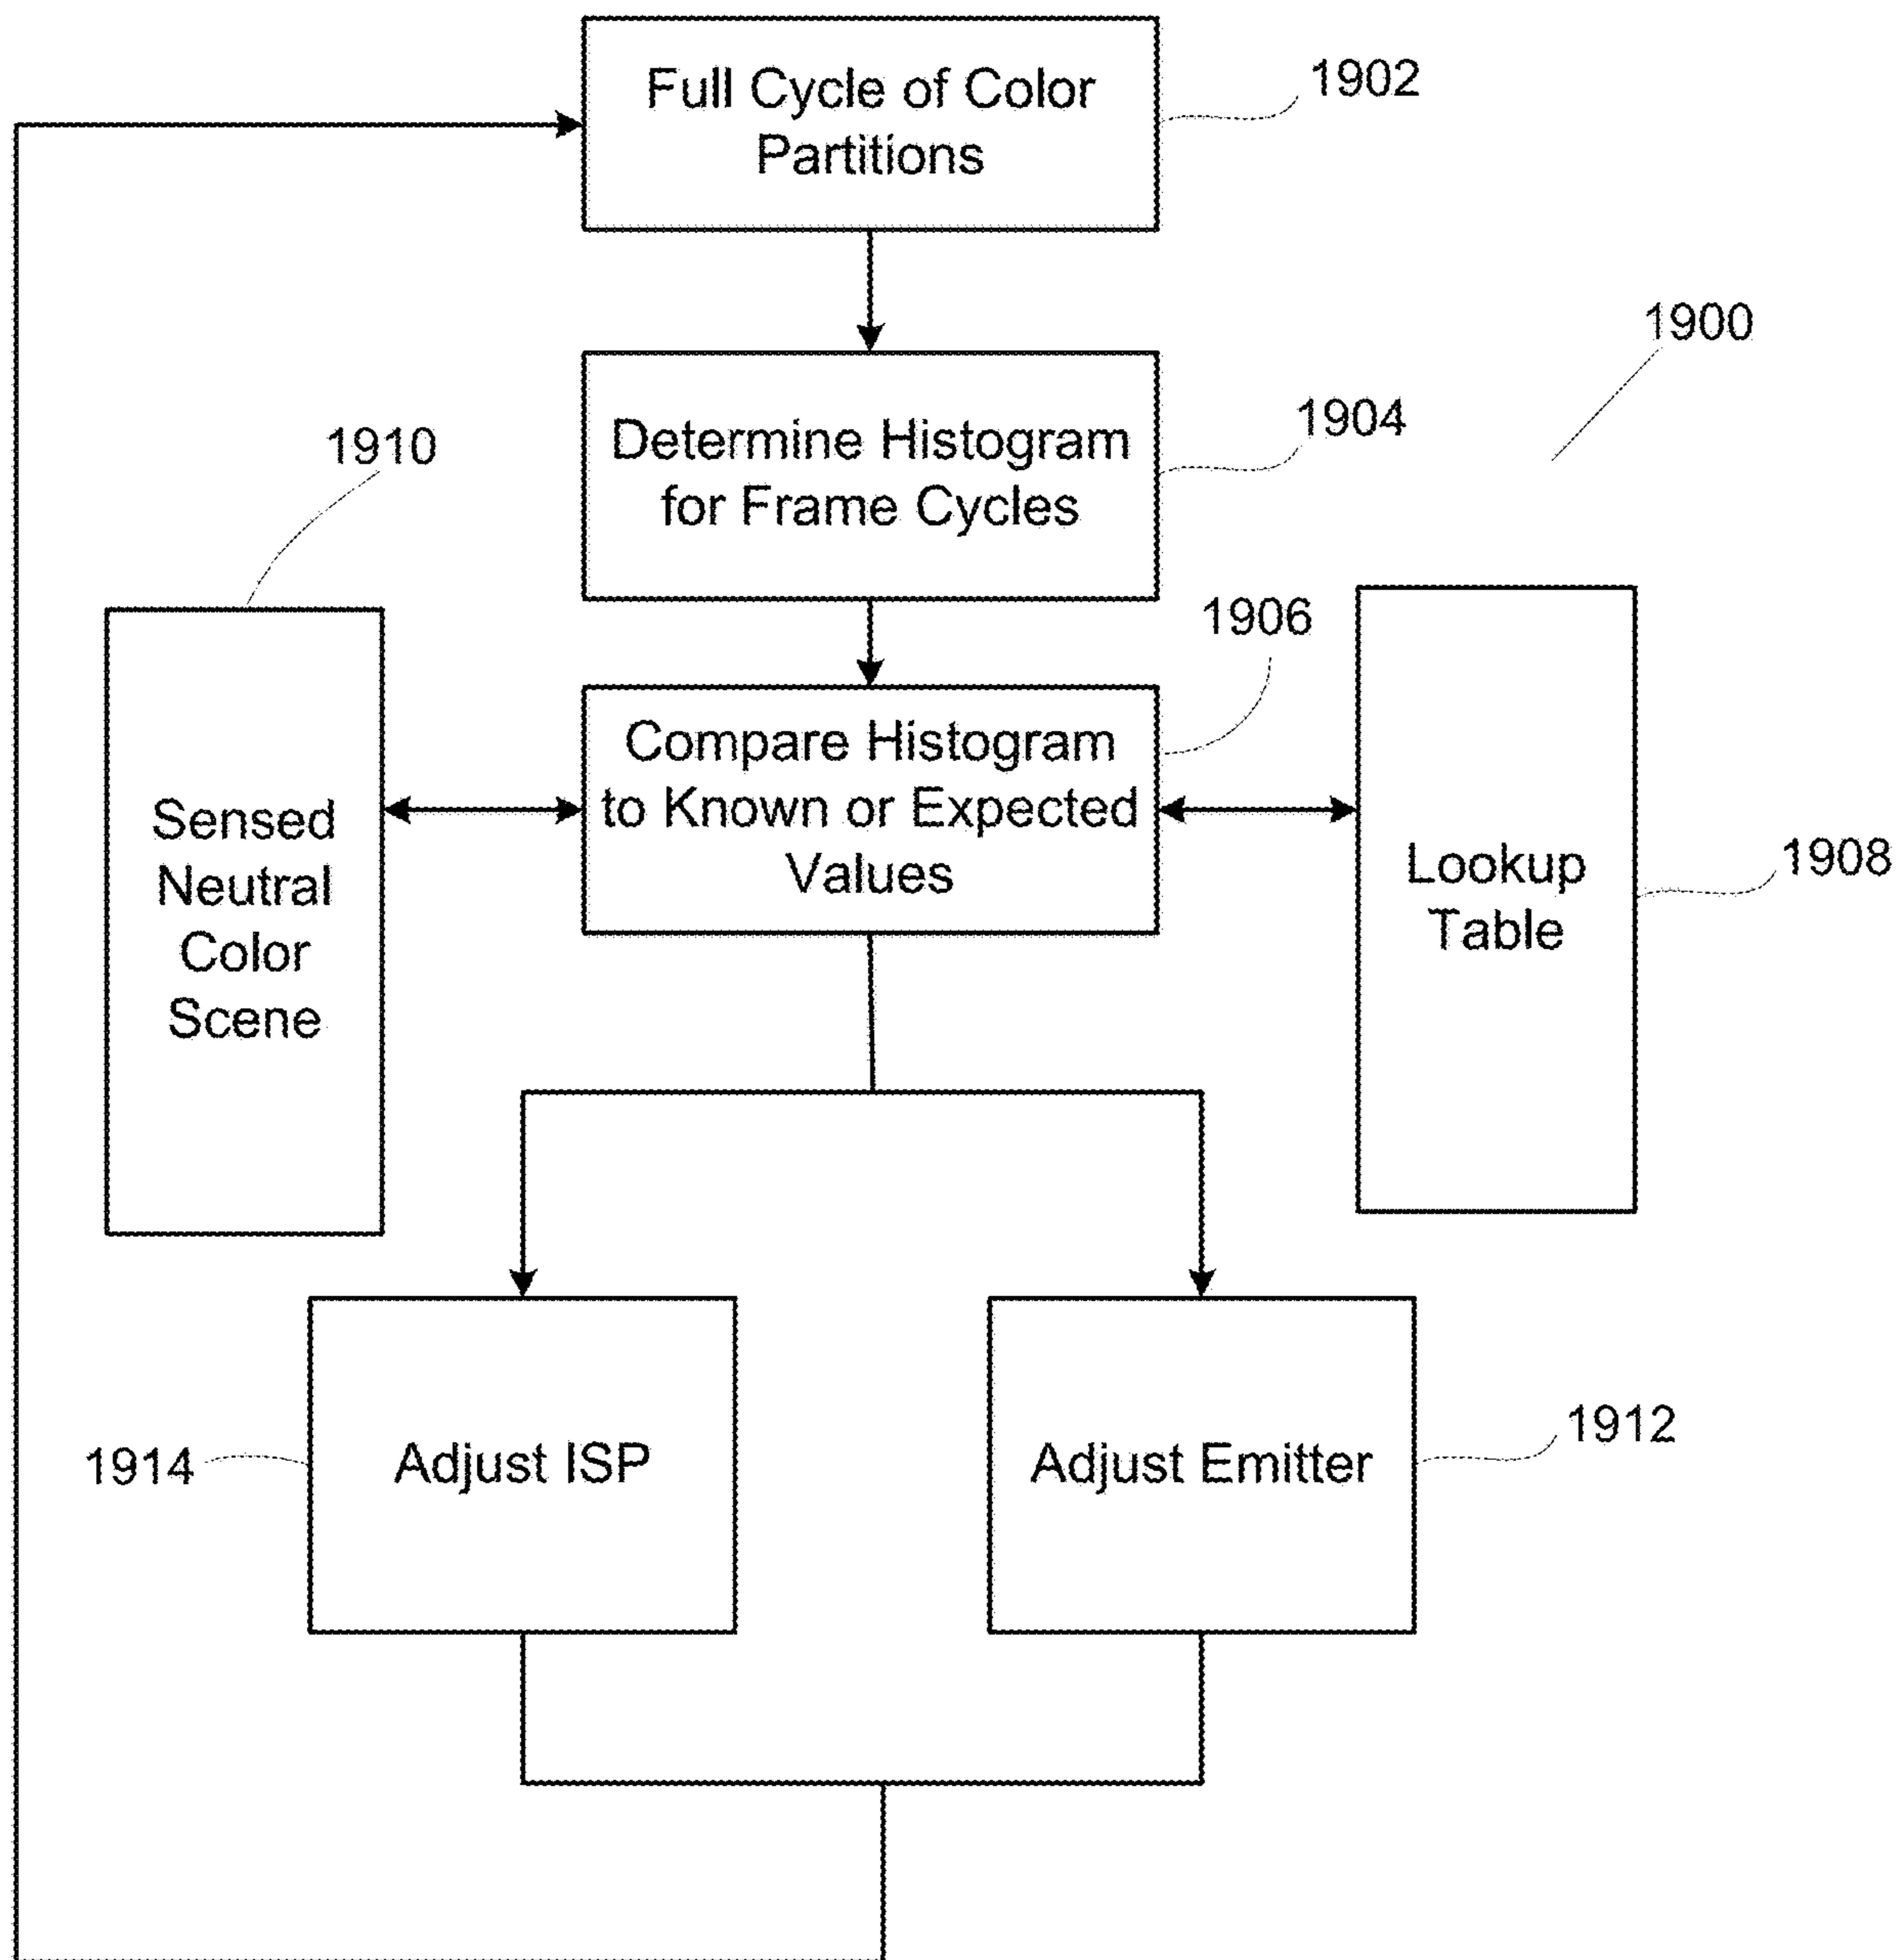 Full Cycle of Color
Partitions
1902
1900
Determine Histogram
for Frame Cycles
1904
1910
1906
Compare Histogram
to Known or Expected
Values
Sensed
Neutral
Color
Scene
Lookup
Table
1908
Adjust ISP
1914
Adjust Emitter
1912